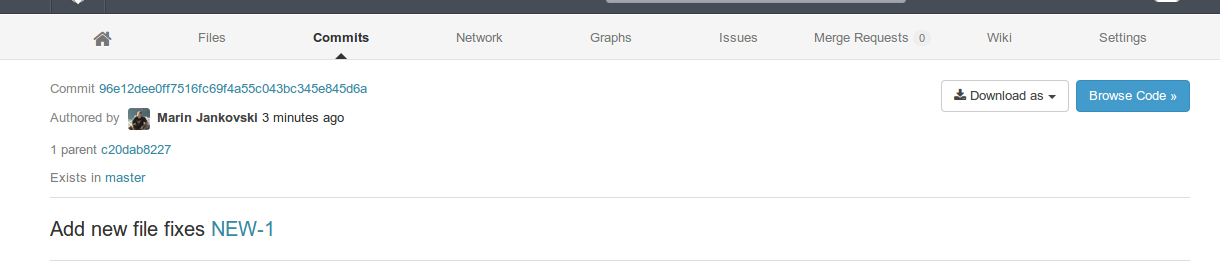 Files Commits Network Graphs Issues Merge Requests 0 Wiki Settings
Commit 96e12dee0ff7516fc69f4a55c043bc345e845d6a
Download as Browse Code »
Authored by Marin Jankovski 3 minutes ago
1 parent c20dab8227
Exists in master
Add new file fixes NEW-1